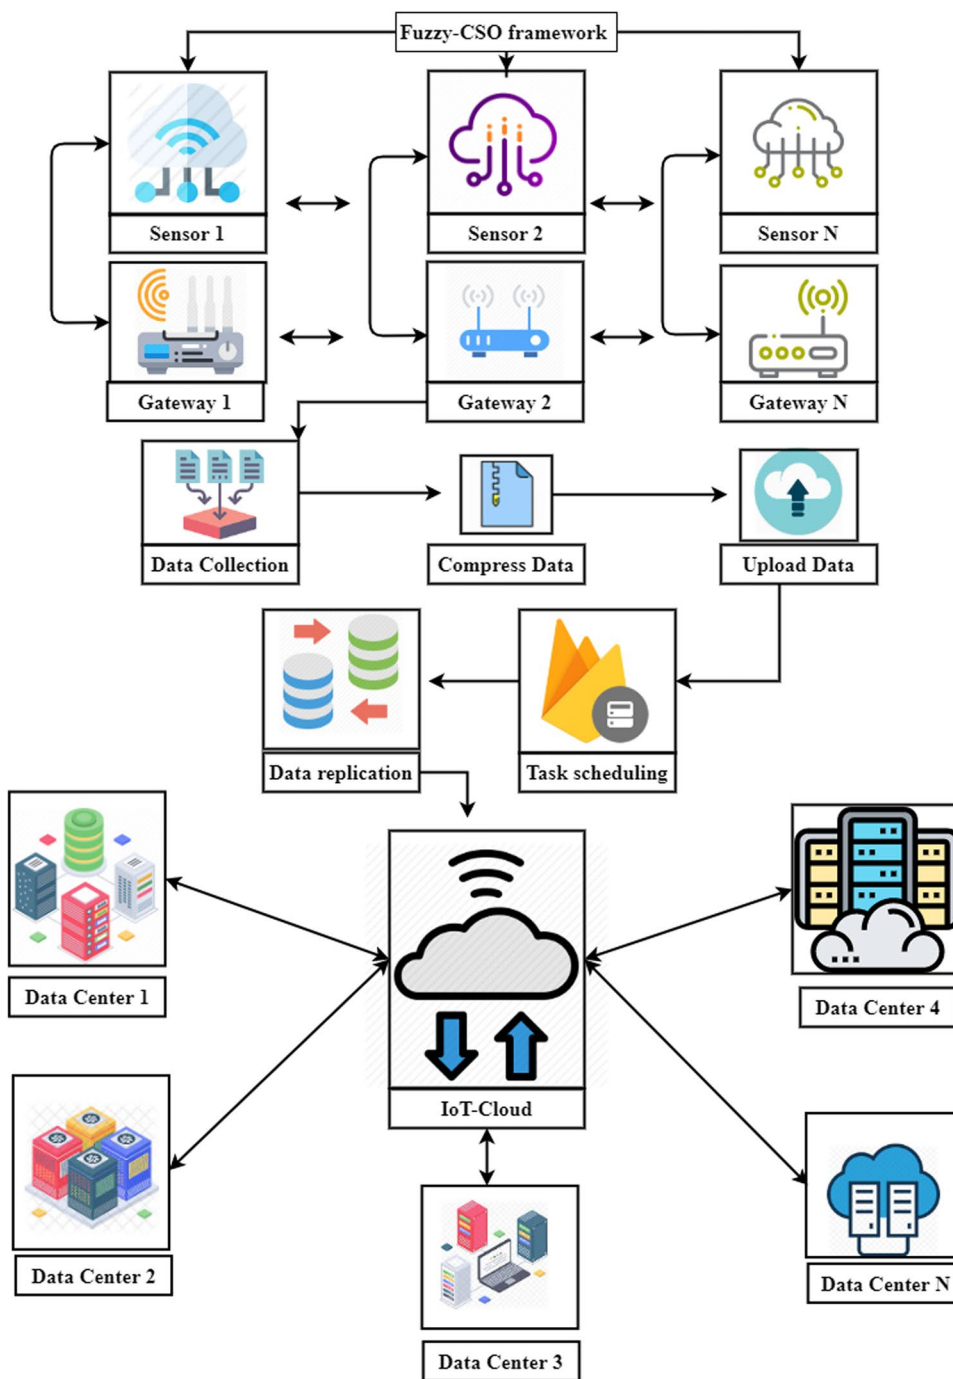 Fuzzy-CSO framework
Sensor 1
Sensor 2
Sensor N
Gateway 1
Gateway 2
Gateway N
Data Collection
Compress Data
Upload Data
Data replication
Task scheduling
Data Center 1
IoT-Cloud
Data Center 4
Data Center 2
Data Center 3
Data Center N